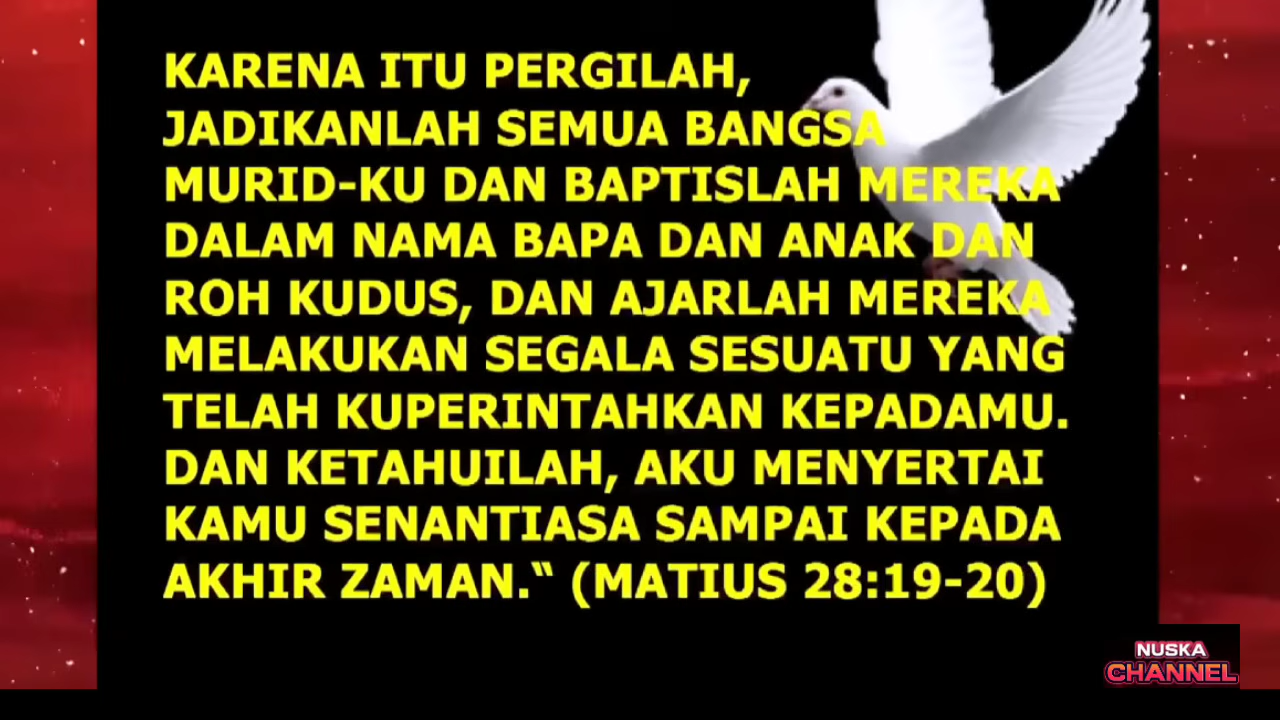 KARENA ITU PERGILAH,
JADIKANLAH SEMUA BANGSA
MURID-KU DAN BAPTISLAH MEREKA
DALAM NAMA BAPA DAN ANAK DAN
ROH KUDUS, DAN AJARLAH MEREKA
MELAKUKAN SEGALA SESUATU YANG
TELAH KUPERINTAHKAN KEPADAMU.
DAN KETAHUILAH, AKU MENYERTAI
KAMU SENANTIASA SAMPAI KEPADA
AKHIR ZAMAN.‟ (MATIUS 28:19-20)
NUSKA
CHANNEL